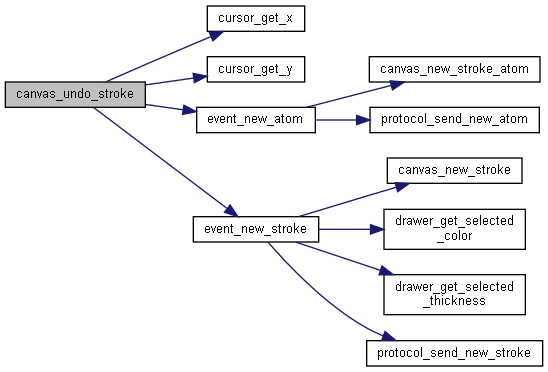 cursor_get_x
cursor_get_y
canvas_undo_stroke
event_new_atom
canvas_new_stroke_atom
protocol_send_new_atom
event_new_stroke
canvas_new_stroke
drawer_get_selected
_color
drawer_get_selected
_thickness
protocol_send_new_stroke